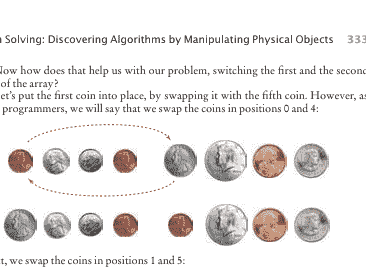 Solving: Discovering Algorithms by Manipulating Physical Objects 333
Now how does that help us with our problem, switching the first and the second
of the array?
et's put the first coin into place, by swapping it with the fifth coin. However, as
programmers, we will say that we swap the coins in positions 0 and 4:
t, we swap the coins in positions 1 and 5: